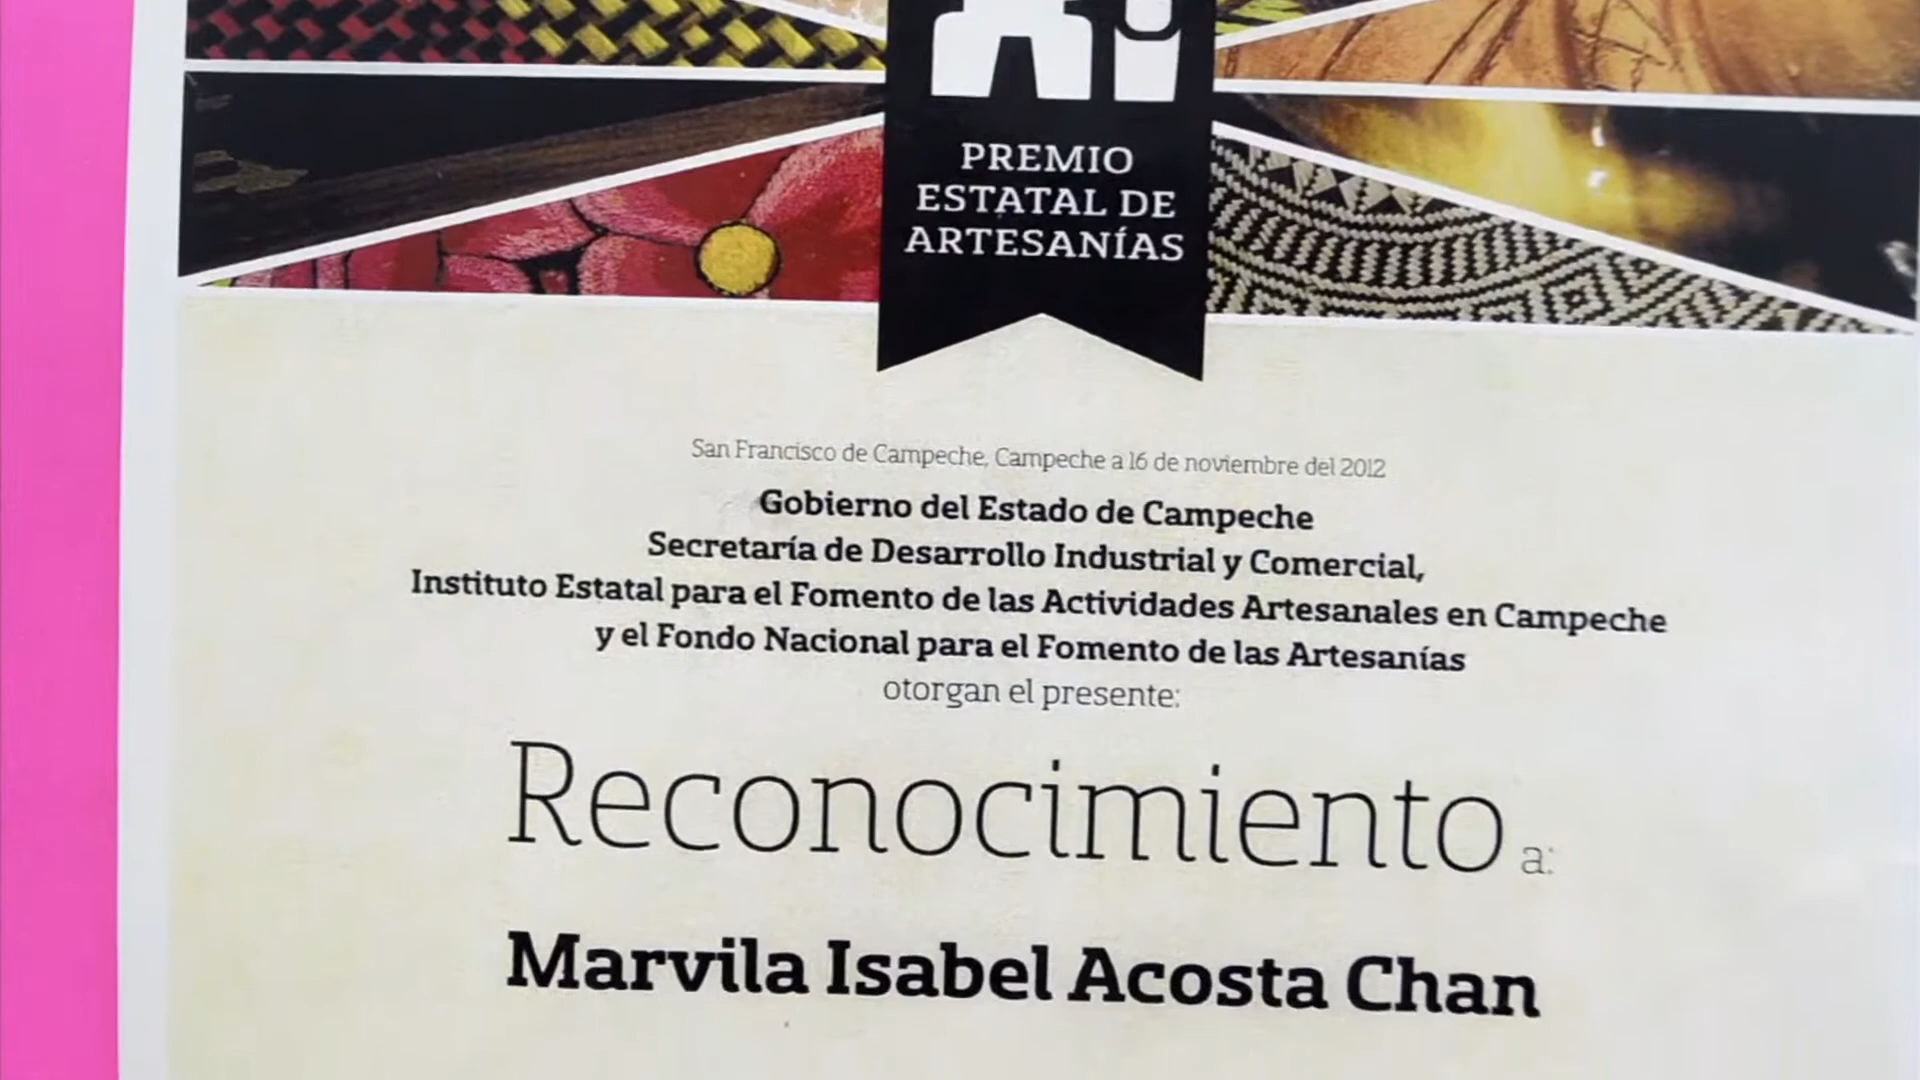 PREMIO
ESTATAL DE
ARTESANÍAS
San Francisco de Campeche, Campeche a 16 de noviembre del 2012
Gobierno del Estado de Campeche
Secretaría de Desarrollo Industrial y Comercial,
Instituto Estatal para el Fomento de las Actividades Artesanales en Campeche
y el Fondo Nacional para el Fomento de las Artesanías
otorgan el presente:
Reconocimiento a:
Marvila Isabel Acosta Chan